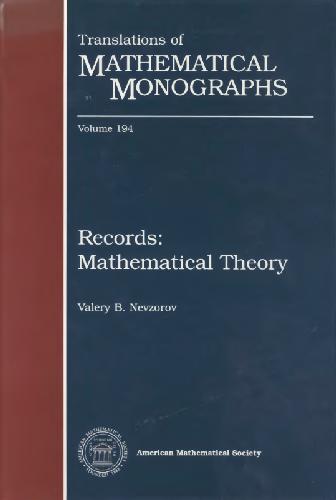 Translations of
MATHEMATICAL
MONOGRAPHS
Volume 194
Records:
Mathematical Theory
Valery B. Nevzorov
American Mathematical Society